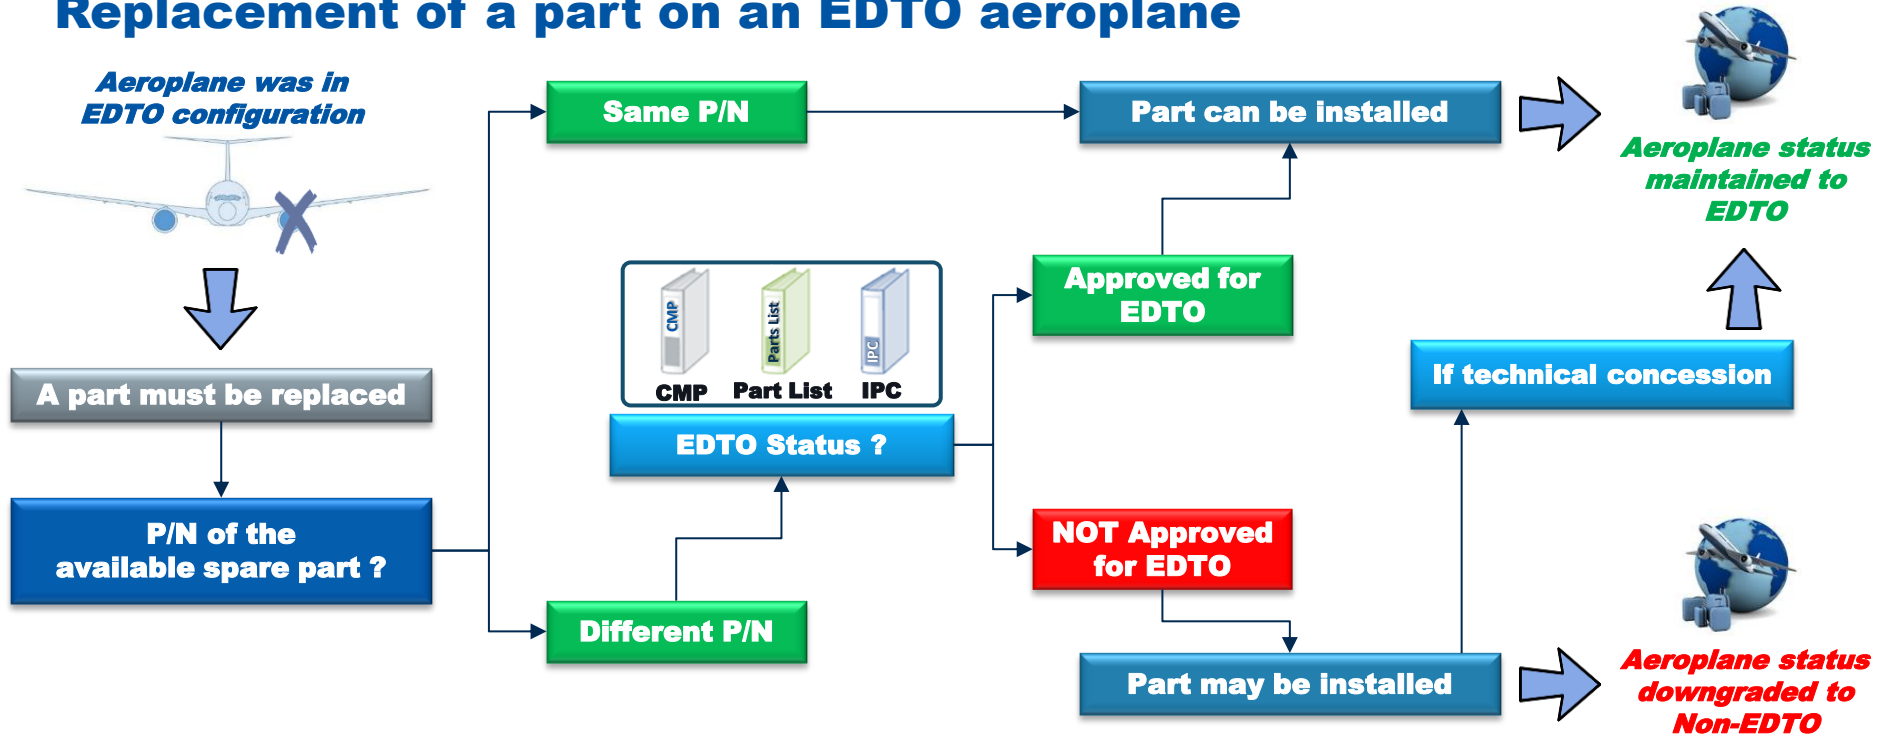 Replacement of a part on an EDTO aeroplane
Aeroplane was in
EDTO configuration
A part must be replaced
P/N of the
available spare part ?
Same P/N
Different P/N
CMP
Parts List
IPC
CMP
Part List
IPC
EDTO Status ?
Approved for
EDTO
NOT Approved
for EDTO
Part can be installed
Part may be installed
If technical concession
Aeroplane status
maintained to
EDTO
Aeroplane status
downgraded to
Non-EDTO